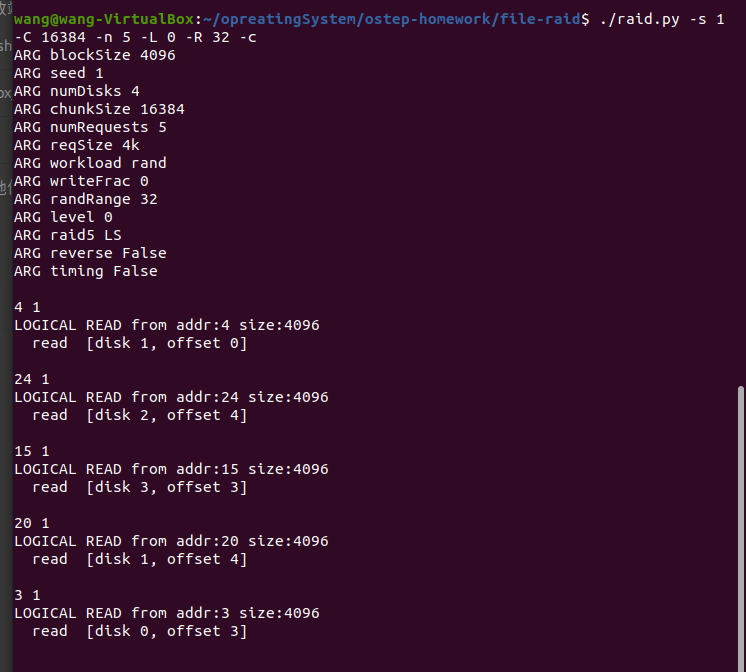 wang@wang-VirtualBox:~/opreatingSystem/ostep-homework/file-raid$ ./raid.py -s 1
-C 16384 -n 5 -L 0 -R 32 -c
ARG blockSize 4096
ARG seed 1
ARG numDisks 4
ARG chunkSize 16384
ARG numRequests 5
ARG reqSize 4k
ARG workload rand
ARG writeFrac 0
ARG randRange 32
ARG level 0
ARG raid5 LS
ARG reverse False
ARG timing False
4 1
LOGICAL READ from addr:4 size:4096
read [disk 1, offset 0]
24 1
LOGICAL READ from addr:24 size:4096
read [disk 2, offset 4]
15 1
LOGICAL READ from addr:15 size:4096
read [disk 3, offset 3]
20 1
LOGICAL READ from addr:20 size:4096
read [disk 1, offset 4]
3 1
LOGICAL READ from addr:3 size:4096
read [disk 0, offset 3]